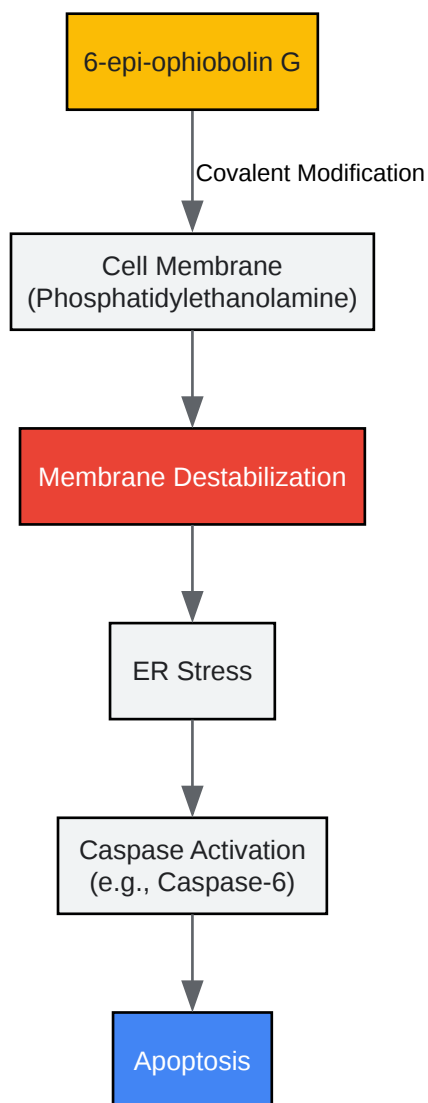 6-epi-ophiobolin G
Covalent Modification
Cell Membrane
(Phosphatidylethanolamine)
Membrane Destabilization
ER Stress
Caspase Activation
(e.g., Caspase-6)
Apoptosis